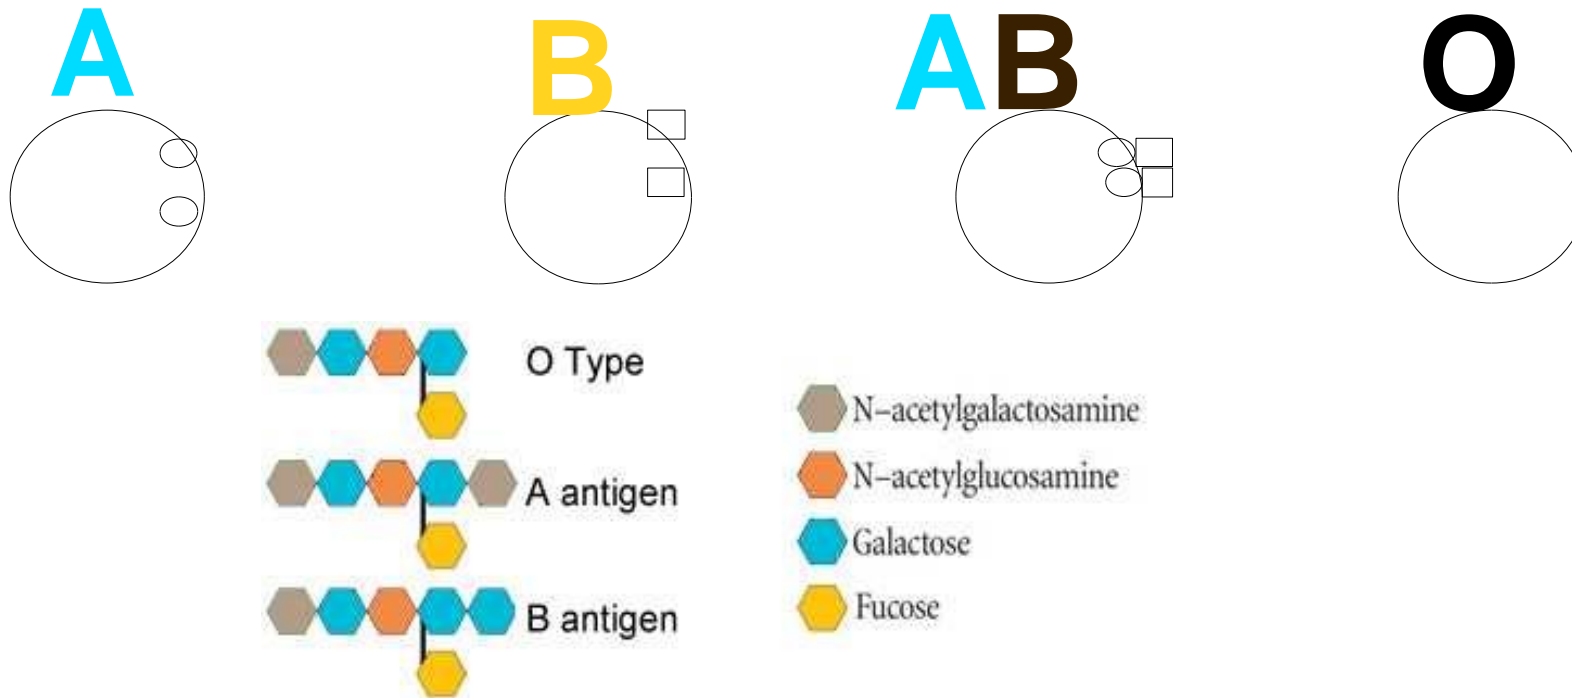 A
B
AB
O
O Type
A antigen
B antigen
N-acetylgalactosamine
N-acetylglucosamine
Galactose
Fucose